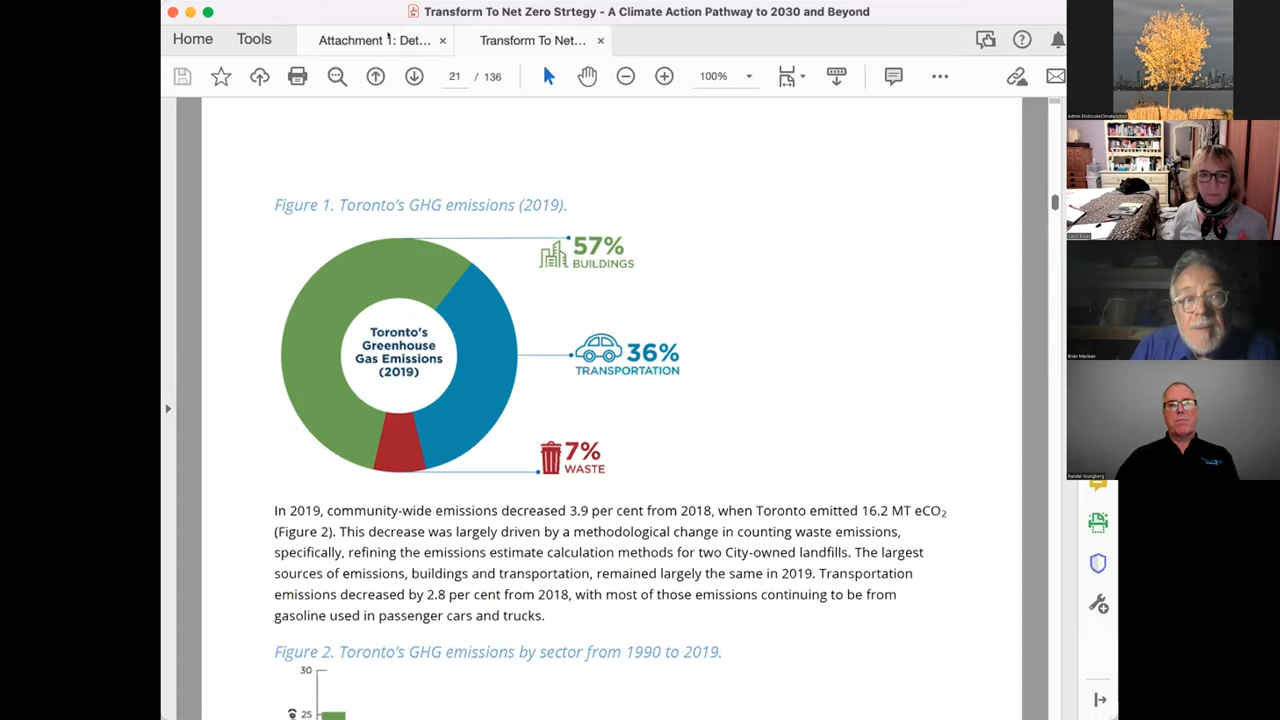 Transform To Net Zero Strtegy - A Climate Action Pathway to 2030 and Beyond
Home
Tools
Attachment 1: Det...
×
Transform To Net...
×
21 / 136
100%
Figure 1. Toronto's GHG emissions (2019).
57%
BUILDINGS
Toronto's
Greenhouse
Gas Emissions
(2019)
36%
TRANSPORTATION
7%
WASTE
In 2019, community-wide emissions decreased 3.9 per cent from 2018, when Toronto emitted 16.2 MT eCO₂
(Figure 2). This decrease was largely driven by a methodological change in counting waste emissions,
specifically, refining the emissions estimate calculation methods for two City-owned landfills. The largest
sources of emissions, buildings and transportation, remained largely the same in 2019. Transportation
emissions decreased by 2.8 per cent from 2018, with most of those emissions continuing to be from
gasoline used in passenger cars and trucks.
Figure 2. Toronto's GHG emissions by sector from 1990 to 2019.
30
25
Admin EtobicokeClimateAction
Brian Maclean
Randal Youngberg